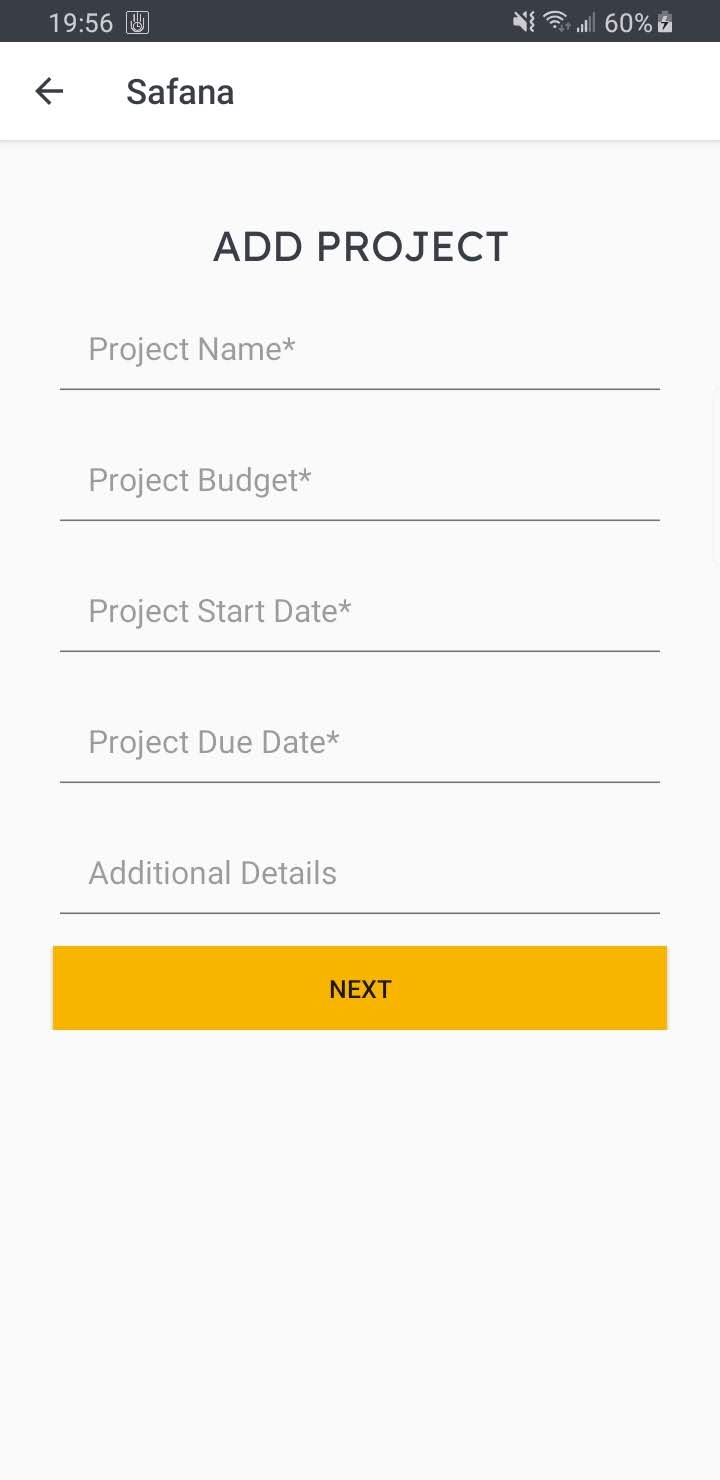 19:56
60%
Safana
ADD PROJECT
Project Name*
Project Budget*
Project Start Date*
Project Due Date*
Additional Details
NEXT